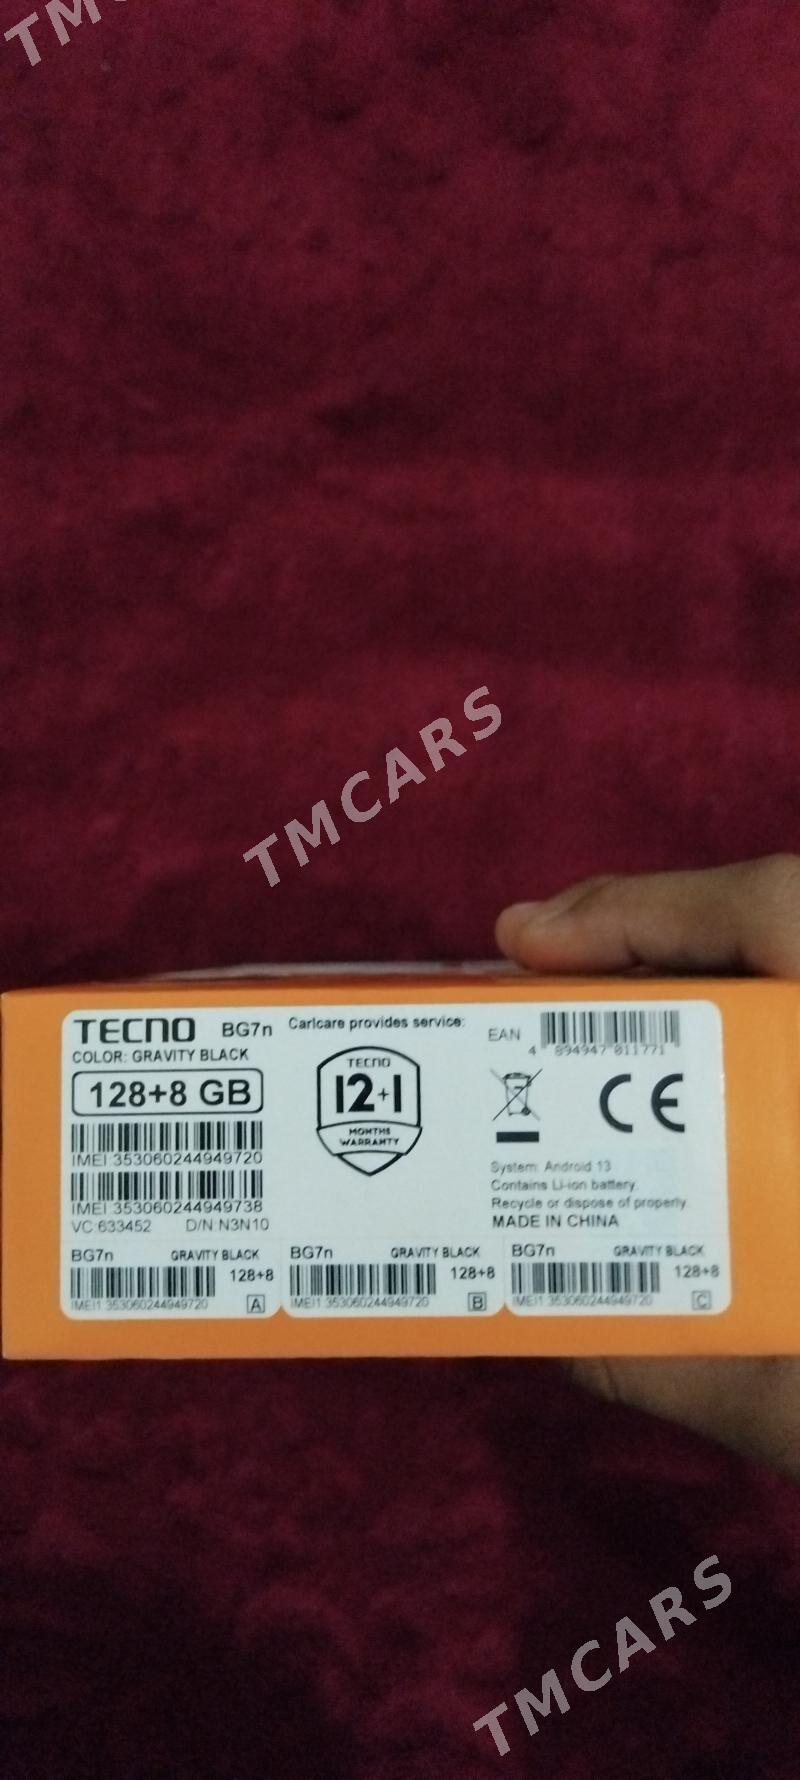 TECNO BG7n Carlcare provides service:
COLOR: GRAVITY BLACK
128+8 GB
IMEI 353060244949720
IMEI 353060244949738
VC:633452 D/N N3N10
TECNO
12+1
MONTHS
WARRANTY
EAN
4 894947 011771
CE
System: Android 13
Contains Li-ion battery.
Recycle or dispose of properly.
MADE IN CHINA
BG7n GRAVITY BLACK
128+8
IMEI1 353060244949720 A
BG7n GRAVITY BLACK
128+8
IMEI1 353060244949720 B
BG7n GRAVITY BLACK
128+8
IMEI1 353060244949720 C
TMCARS
TMCARS